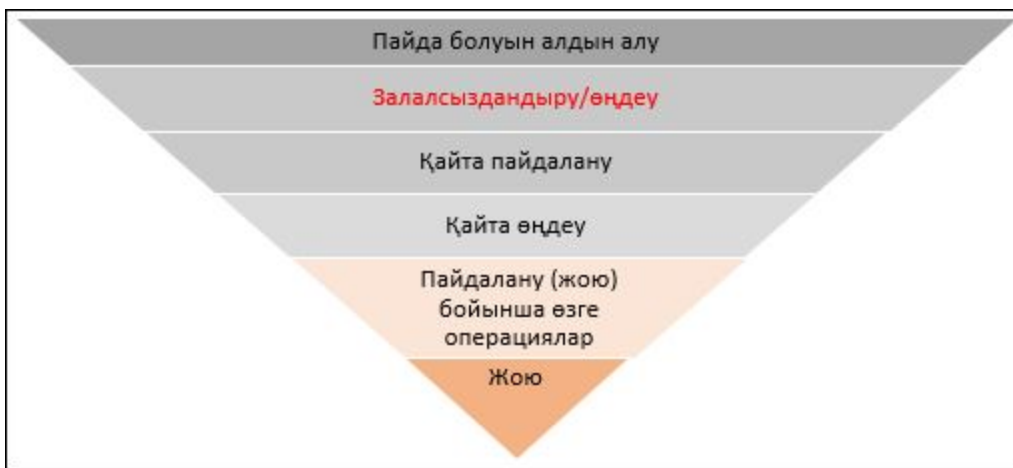 Пайда болуын алдын алу
Залалсыздандыру/өңдеу
Қайта пайдалану
Қайта өңдеу
Пайдалану (жою)
бойынша өзге
операциялар
Жою